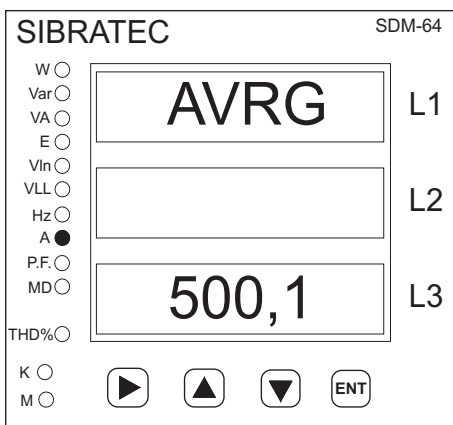 SIBRATEC
SDM-64
W
Var
VA
E
Vln
VLL
Hz
A
P.F.
MD
THD%
K
M
AVRG
L1
L2
500,1
L3
ENT